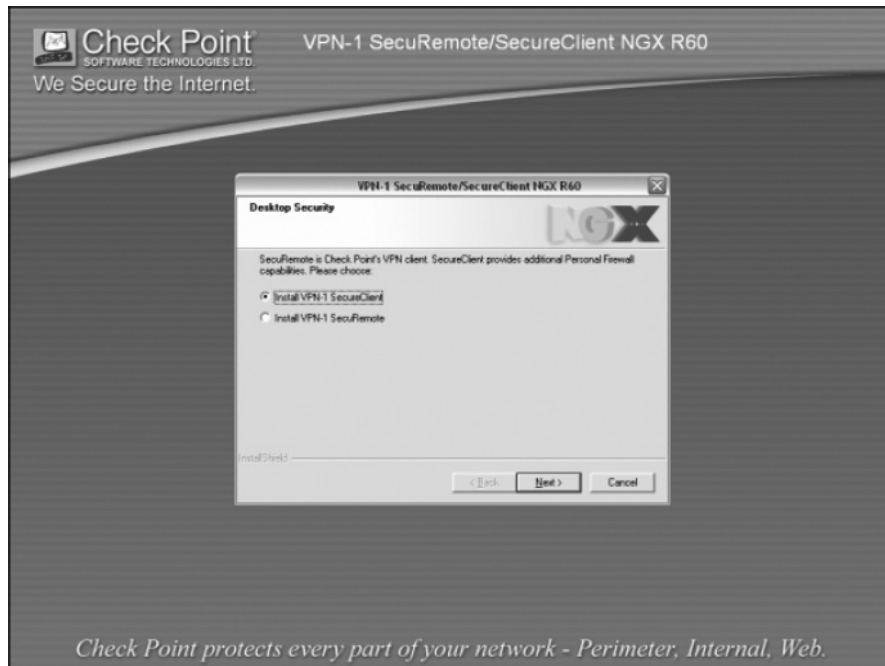 Check Point
SOFTWARE TECHNOLOGIES LTD.
We Secure the Internet.
VPN-1 SecuRemote/SecureClient NGX R60
VPN-1 SecuRemote/SecureClient NGX R60
Desktop Security
NGX
SecuRemote is Check Point's VPN client. SecureClient provides additional Personal Firewall
capabilities. Please choose:
Install VPN-1 SecureClient
Install VPN-1 SecuRemote
InstallShield
< Back
Next >
Cancel
Check Point protects every part of your network - Perimeter, Internal, Web.